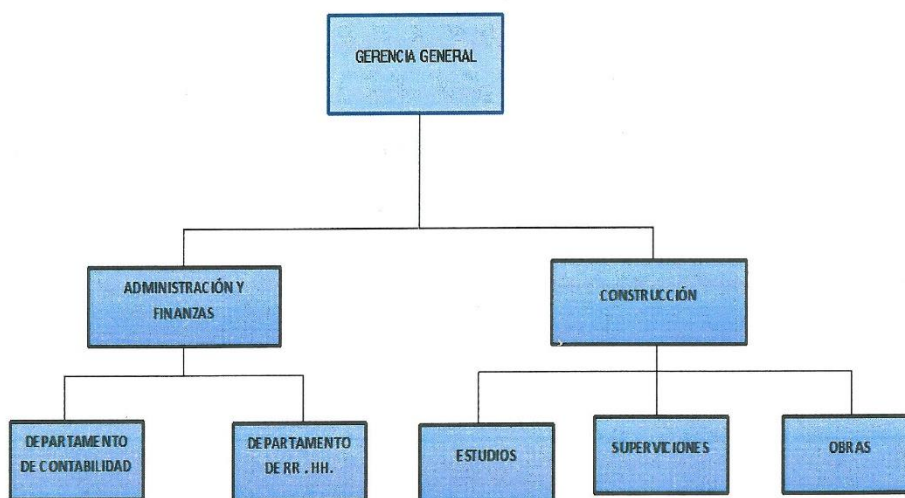 GERENCIA GENERAL
ADMINISTRACIÓN Y
FINANZAS
CONSTRUCCIÓN
DEPARTAMENTO
DE CONTABILIDAD
DEPARTAMENTO
DE RR . HH.
ESTUDIOS
SUPERVICIONES
OBRAS